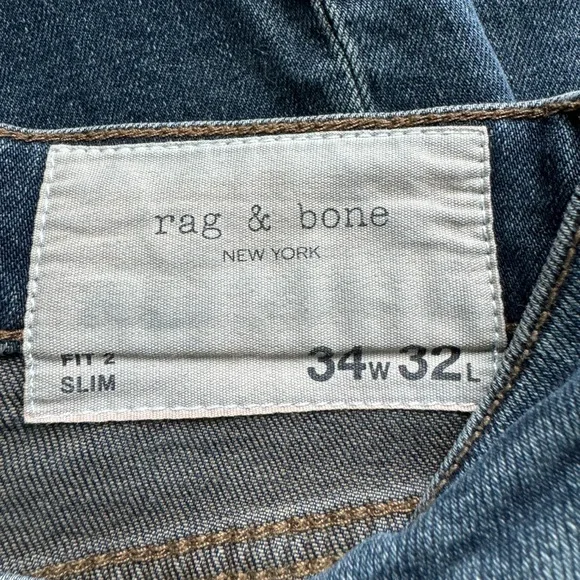 rag & bone
NEW YORK
FIT 2
SLIM
34W 32L